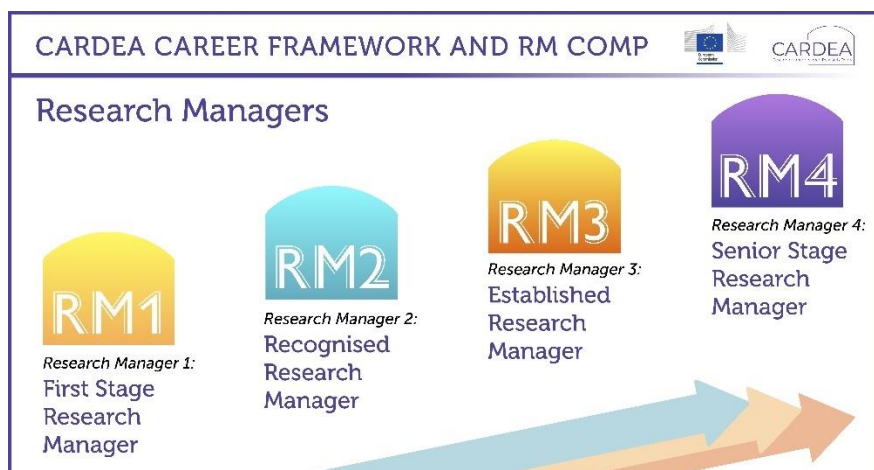 CARDEA CAREER FRAMEWORK AND RM COMP
European
Commission
CARDEA
Research Managers
RM1
Research Manager 1:
First Stage
Research
Manager
RM2
Research Manager 2:
Recognised
Research
Manager
RM3
Research Manager 3:
Established
Research
Manager
RM4
Research Manager 4:
Senior Stage
Research
Manager